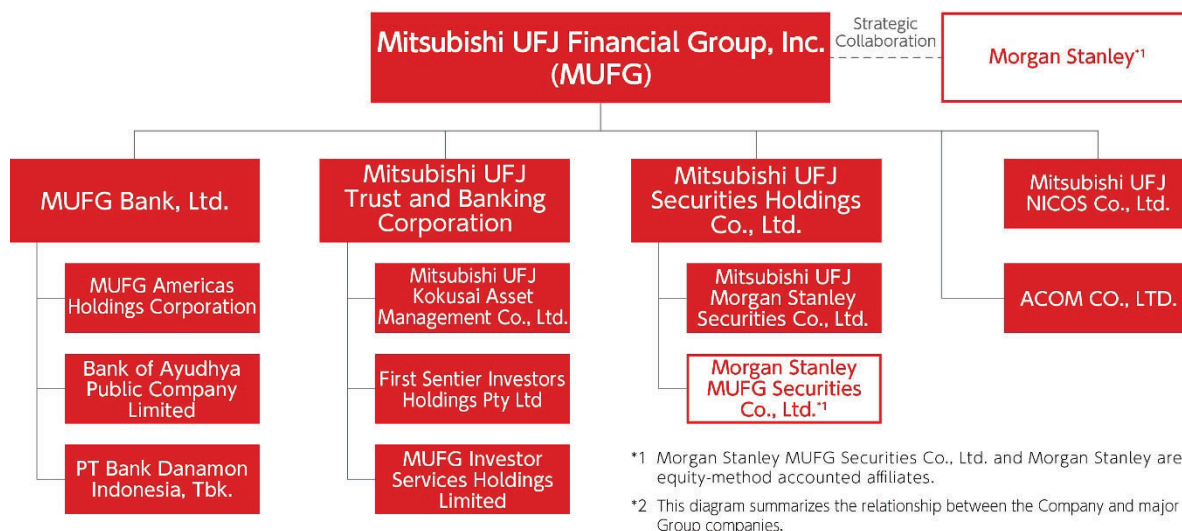 Mitsubishi UFJ Financial Group, Inc.
(MUFG)
Strategic
Collaboration
Morgan Stanley*1
MUFG Bank, Ltd.
MUFG Americas
Holdings Corporation
Bank of Ayudhya
Public Company
Limited
PT Bank Danamon
Indonesia, Tbk.
Mitsubishi UFJ
Trust and Banking
Corporation
Mitsubishi UFJ
Kokusai Asset
Management Co., Ltd.
First Sentier Investors
Holdings Pty Ltd
MUFG Investor
Services Holdings
Limited
Mitsubishi UFJ
Securities Holdings
Co., Ltd.
Mitsubishi UFJ
Morgan Stanley
Securities Co., Ltd.
Morgan Stanley
MUFG Securities
Co., Ltd.*1
Mitsubishi UFJ
NICOS Co., Ltd.
ACOM CO., LTD.
*1 Morgan Stanley MUFG Securities Co., Ltd. and Morgan Stanley are
equity-method accounted affiliates.
*2 This diagram summarizes the relationship between the Company and major
Group companies.